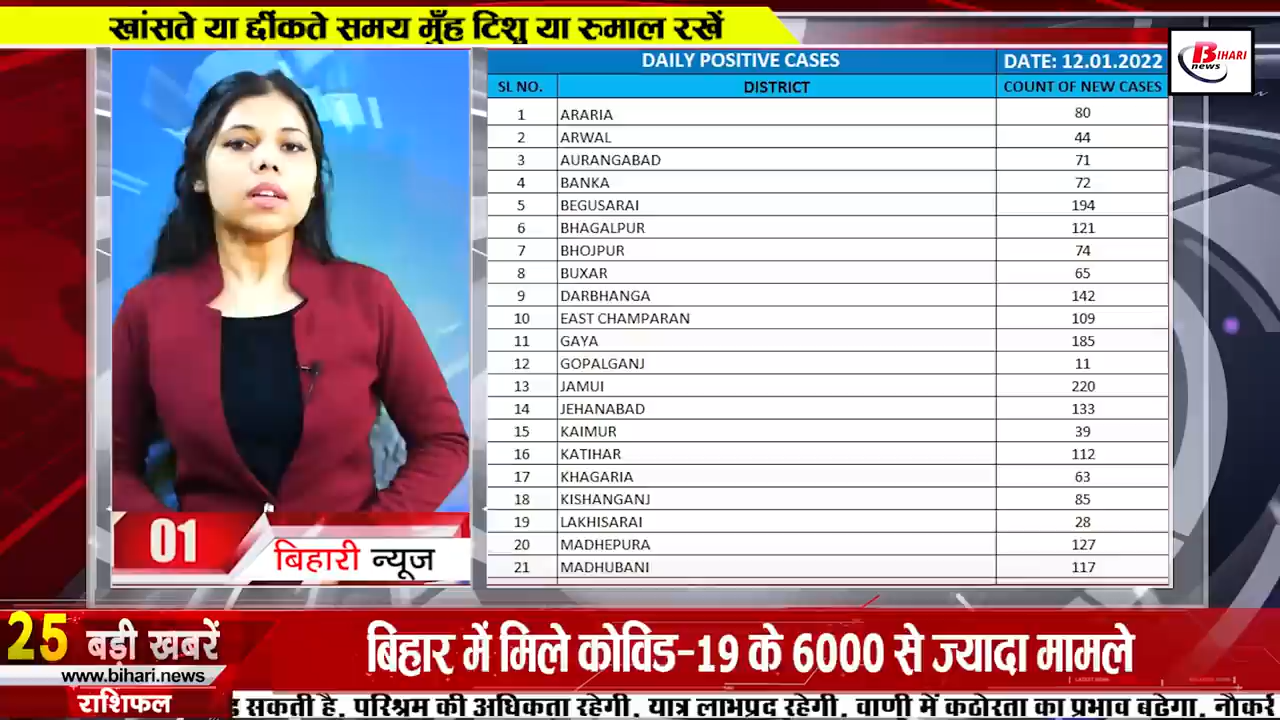 खांसते या छींकते समय मुँह टिशु या रुमाल रखें
BIHARI
news
DAILY POSITIVE CASES DATE: 12.01.2022
SL NO. DISTRICT COUNT OF NEW CASES
1 ARARIA 80
2 ARWAL 44
3 AURANGABAD 71
4 BANKA 72
5 BEGUSARAI 194
6 BHAGALPUR 121
7 BHOJPUR 74
8 BUXAR 65
9 DARBHANGA 142
10 EAST CHAMPARAN 109
11 GAYA 185
12 GOPALGANJ 11
13 JAMUI 220
14 JEHANABAD 133
15 KAIMUR 39
16 KATIHAR 112
17 KHAGARIA 63
18 KISHANGANJ 85
19 LAKHISARAI 28
20 MADHEPURA 127
21 MADHUBANI 117
01
बिहारी न्यूज
25 बड़ी खबरें
www.bihari.news
बिहार में मिले कोविड-19 के 6000 से ज्यादा मामले
राशिफल
सकती है. परिश्रम की अधिकता रहेगी. यात्र लाभप्रद रहेगी. वाणी में कठोरता का प्रभाव बढेगा. नौकर